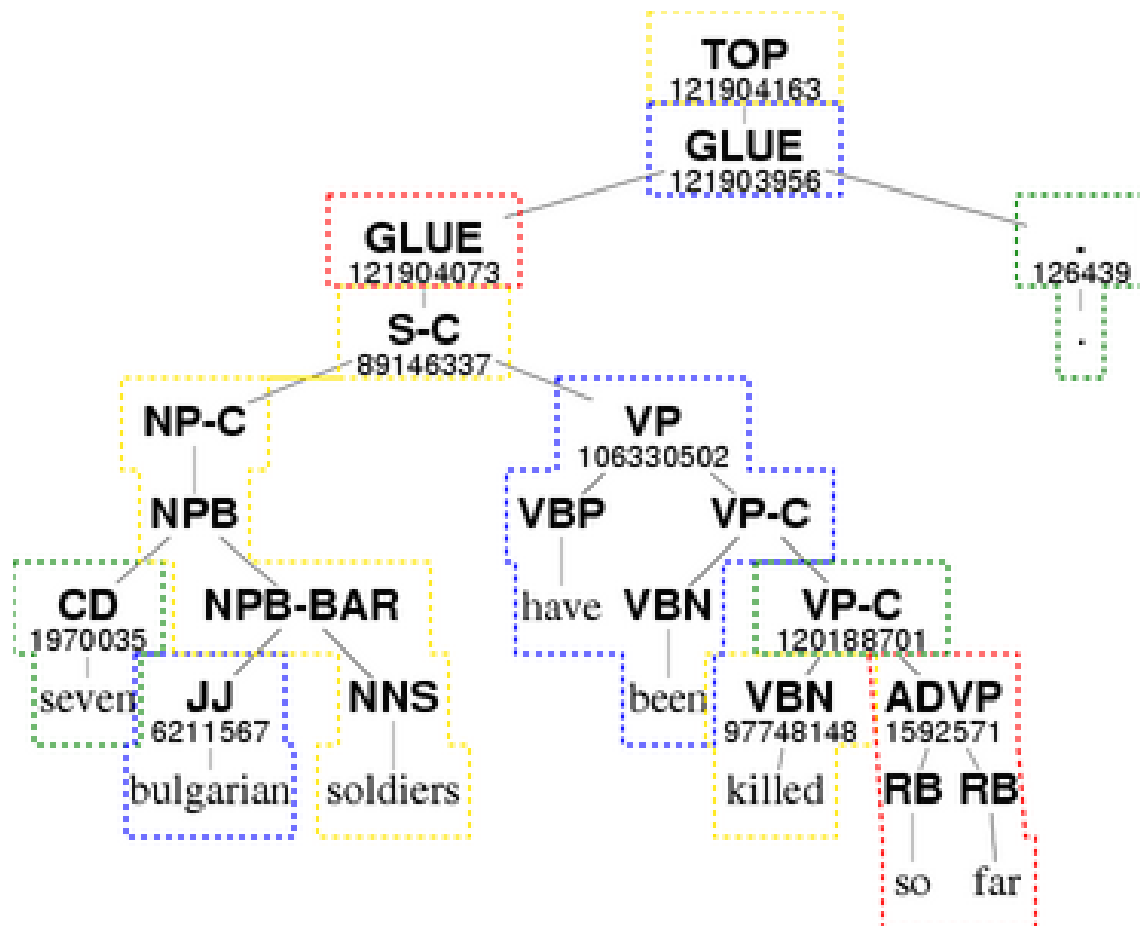 TOP
121904163
GLUE
121903956
GLUE
121904073
.
126439
S-C
89146337
.
NP-C
VP
106330502
NPB
VBP VP-C
CD
1970035
NPB-BAR
have
VBN
VP-C
120188701
seven
JJ
6211567
NNS
been
VBN
97748148
ADVP
1592571
bulgarian
soldiers
killed
RB RB
so far